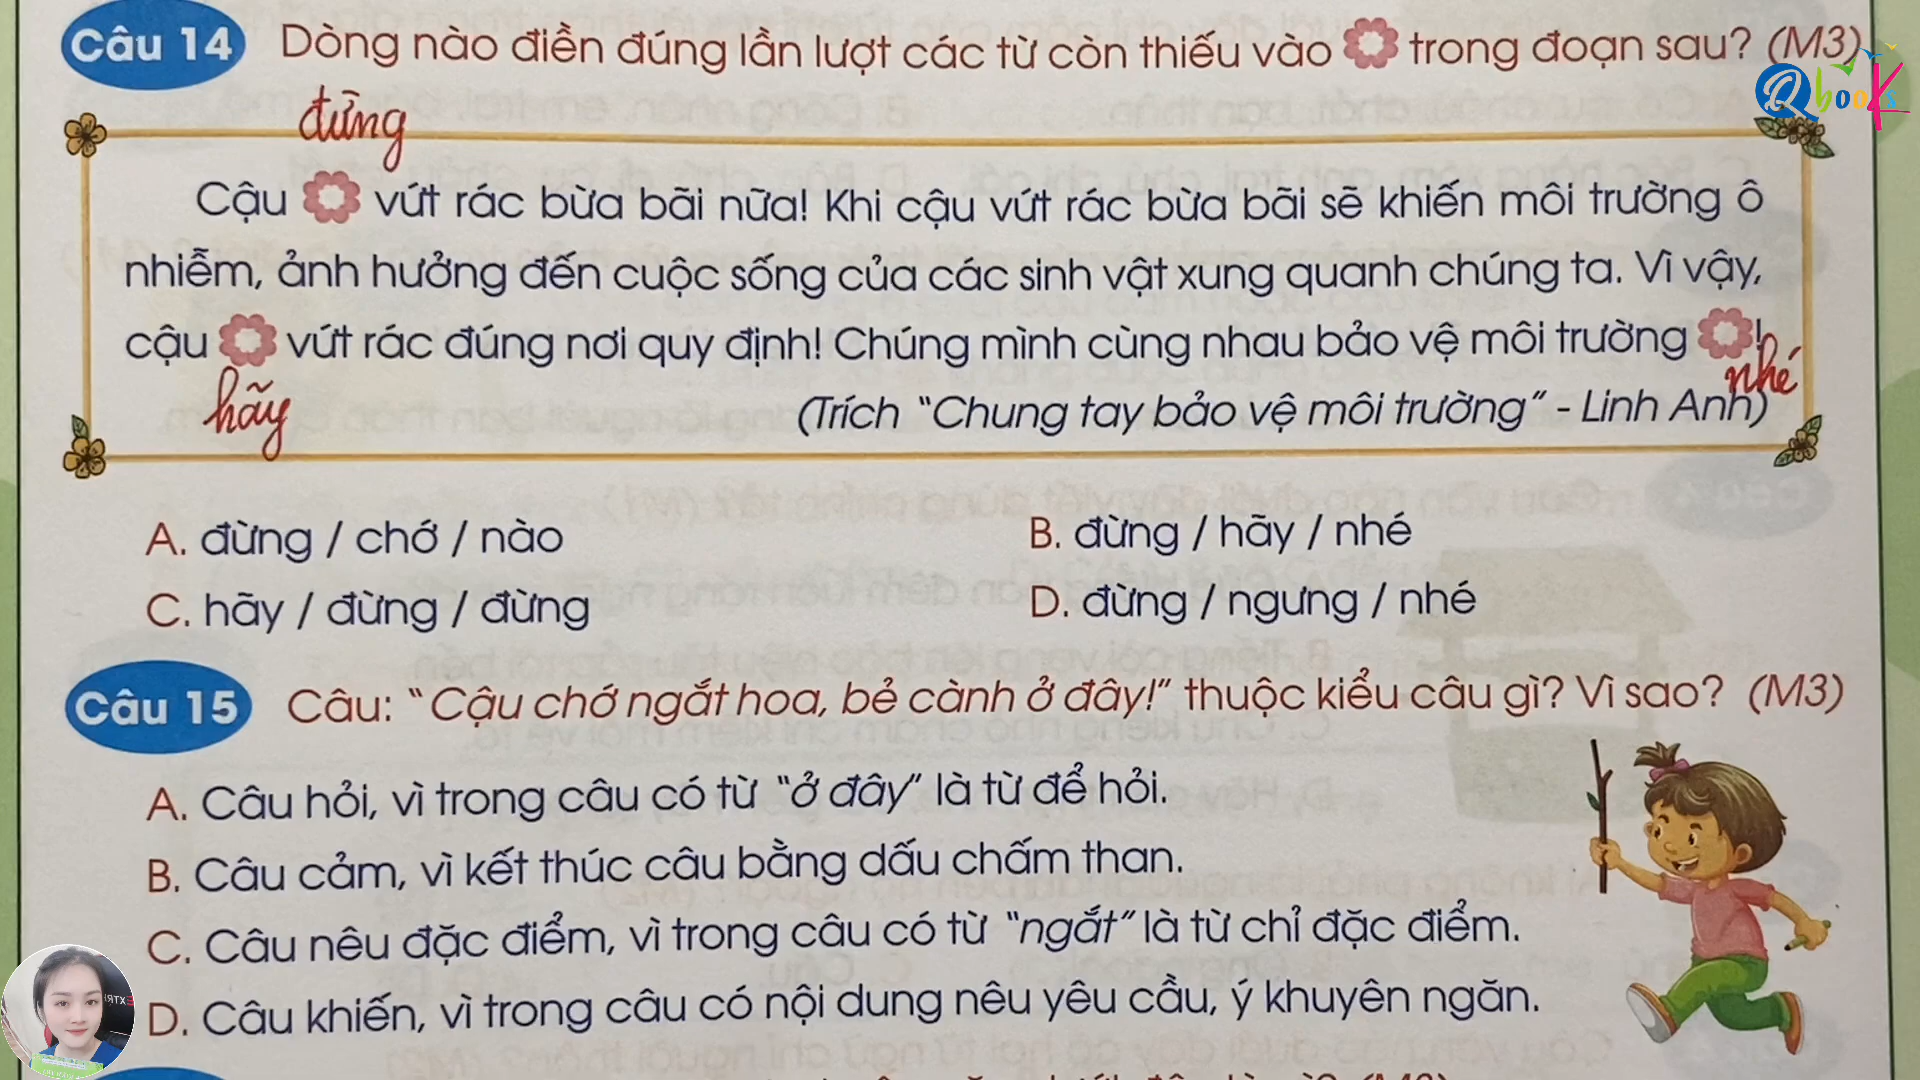 Câu 14 Dòng nào điền đúng lần lượt các từ còn thiếu vào trong đoạn sau? (M3)
Qbooks
đừng
Cậu vứt rác bừa bãi nữa! Khi cậu vứt rác bừa bãi sẽ khiến môi trường ô
nhiễm, ảnh hưởng đến cuộc sống của các sinh vật xung quanh chúng ta. Vì vậy,
cậu vứt rác đúng nơi quy định! Chúng mình cùng nhau bảo vệ môi trường !
hãy nhé
(Trích “Chung tay bảo vệ môi trường” - Linh Anh)
A. đừng / chớ / nào B. đừng / hãy / nhé
C. hãy / đừng / đừng D. đừng / ngưng / nhé
Câu 15 Câu: “Cậu chớ ngắt hoa, bẻ cành ở đây!” thuộc kiểu câu gì? Vì sao? (M3)
A. Câu hỏi, vì trong câu có từ “ở đây” là từ để hỏi.
B. Câu cảm, vì kết thúc câu bằng dấu chấm than.
C. Câu nêu đặc điểm, vì trong câu có từ “ngắt” là từ chỉ đặc điểm.
D. Câu khiến, vì trong câu có nội dung nêu yêu cầu, ý khuyên ngăn.